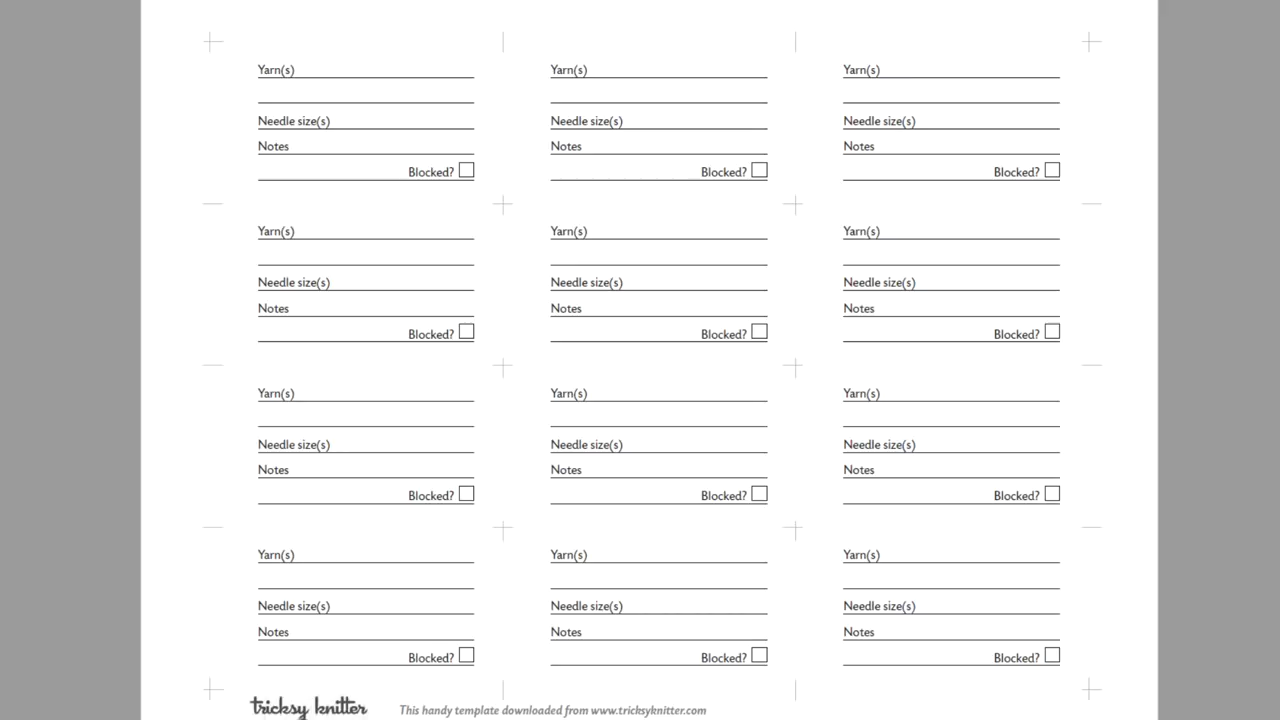 Yarn(s) Yarn(s) Yarn(s)
Needle size(s) Needle size(s) Needle size(s)
Notes Notes Notes
Blocked? Blocked? Blocked?
Yarn(s) Yarn(s) Yarn(s)
Needle size(s) Needle size(s) Needle size(s)
Notes Notes Notes
Blocked? Blocked? Blocked?
Yarn(s) Yarn(s) Yarn(s)
Needle size(s) Needle size(s) Needle size(s)
Notes Notes Notes
Blocked? Blocked? Blocked?
Yarn(s) Yarn(s) Yarn(s)
Needle size(s) Needle size(s) Needle size(s)
Notes Notes Notes
Blocked? Blocked? Blocked?
tricksy knitter This handy template downloaded from www.tricksyknitter.com